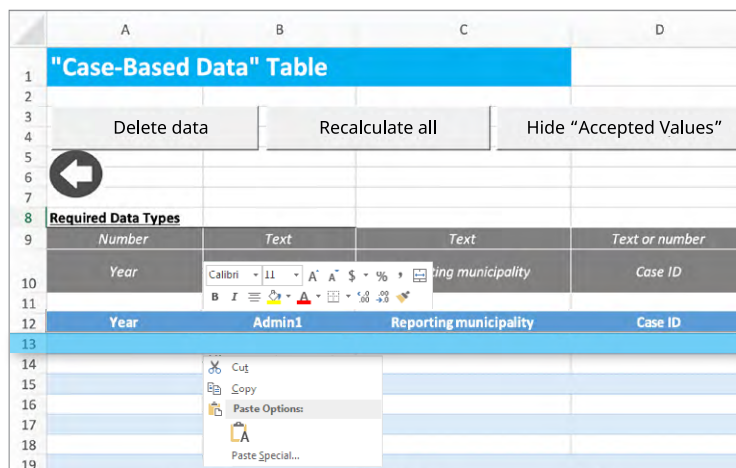 A B C D
1 "Case-Based Data" Table
2
3
Delete data Recalculate all Hide “Accepted Values”
4
5
6
7
8 Required Data Types
9 Number Text Text Text or number
10 Year municipality Case ID
Calibri 11 A A $ % ,
B I A .00
11
12 Year Admin1 Reporting municipality Case ID
13
14 Cut
15 Copy
16 Paste Options:
17 A
18 Paste Special...
19